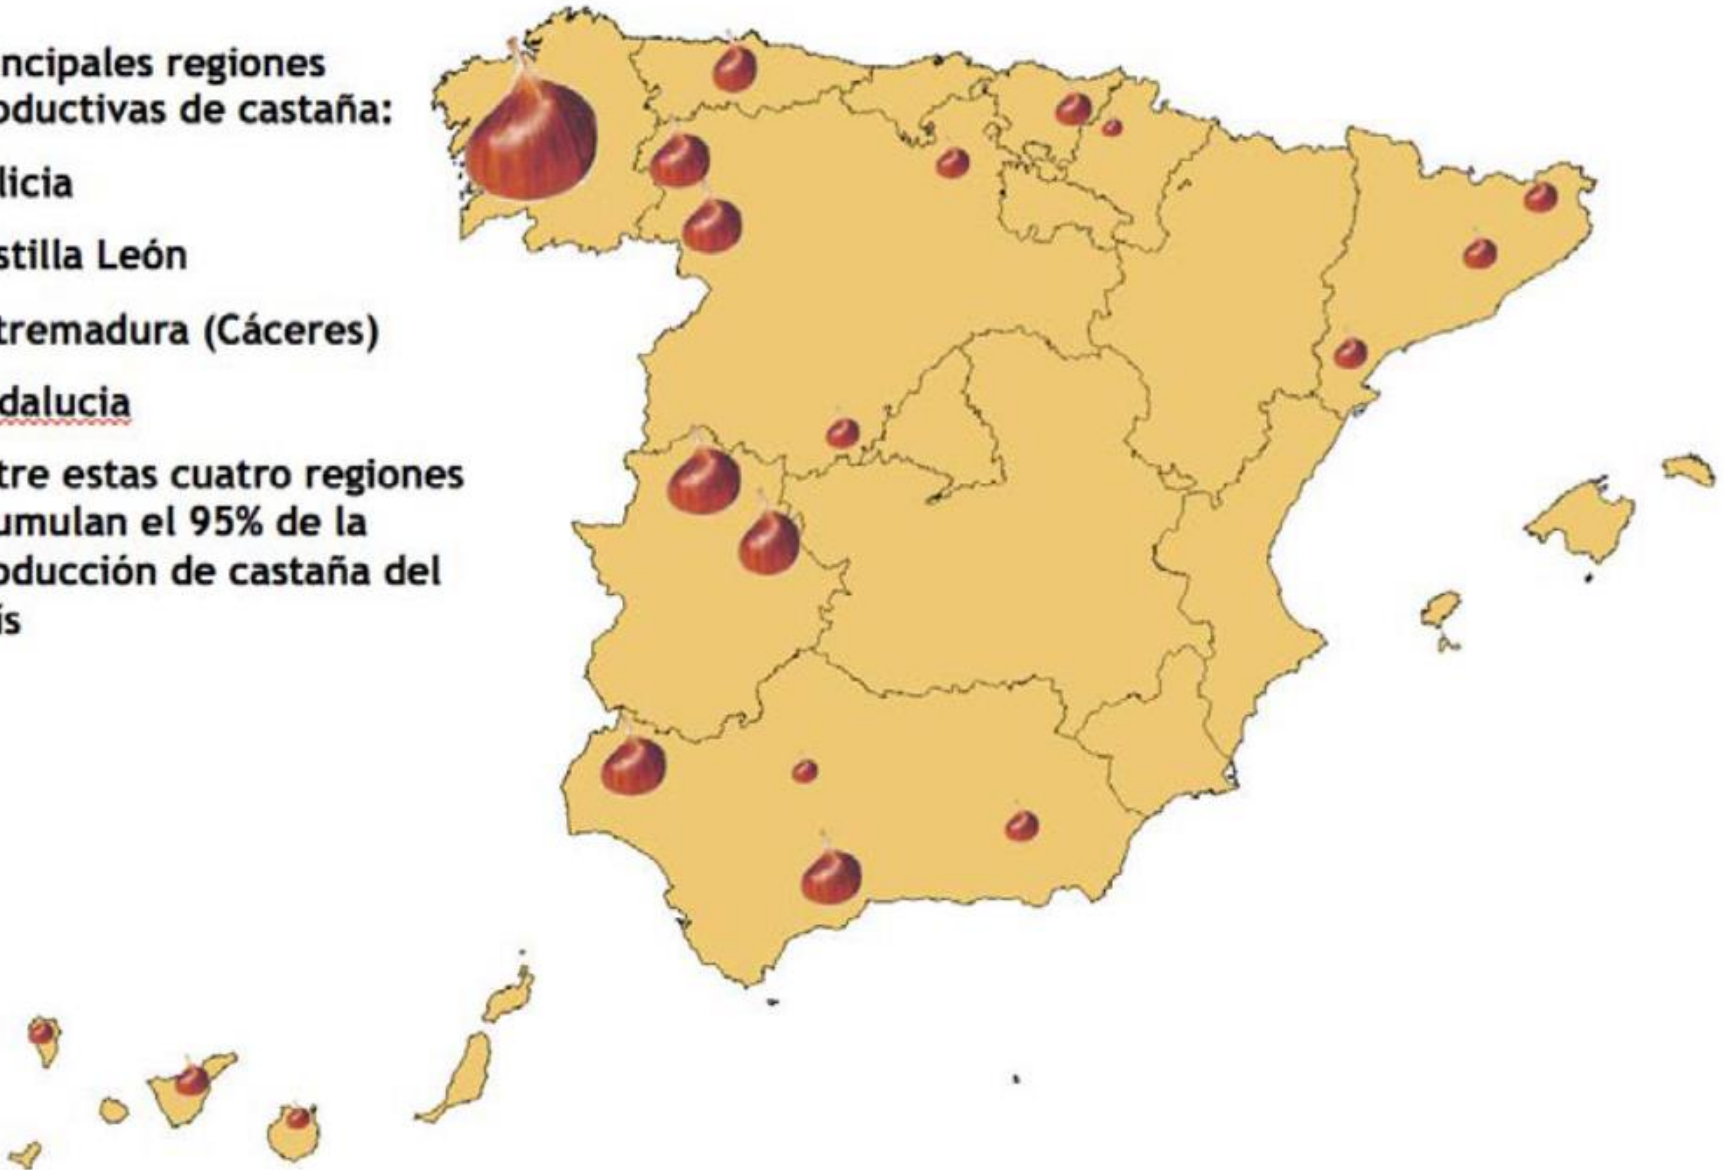 ncipales regiones
oductivas de castaña:
licia
stilla León
tremadura (Cáceres)
dalucia
tre estas cuatro regiones
umulan el 95% de la
oducción de castaña del
ís